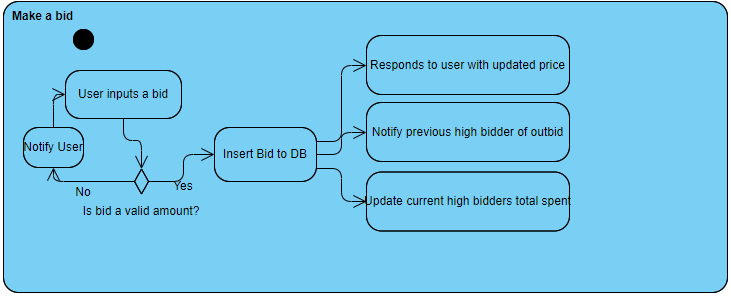 Make a bid
User inputs a bid
Notify User
No
Yes
Is bid a valid amount?
Insert Bid to DB
Responds to user with updated price
Notify previous high bidder of outbid
Update current high bidders total spent